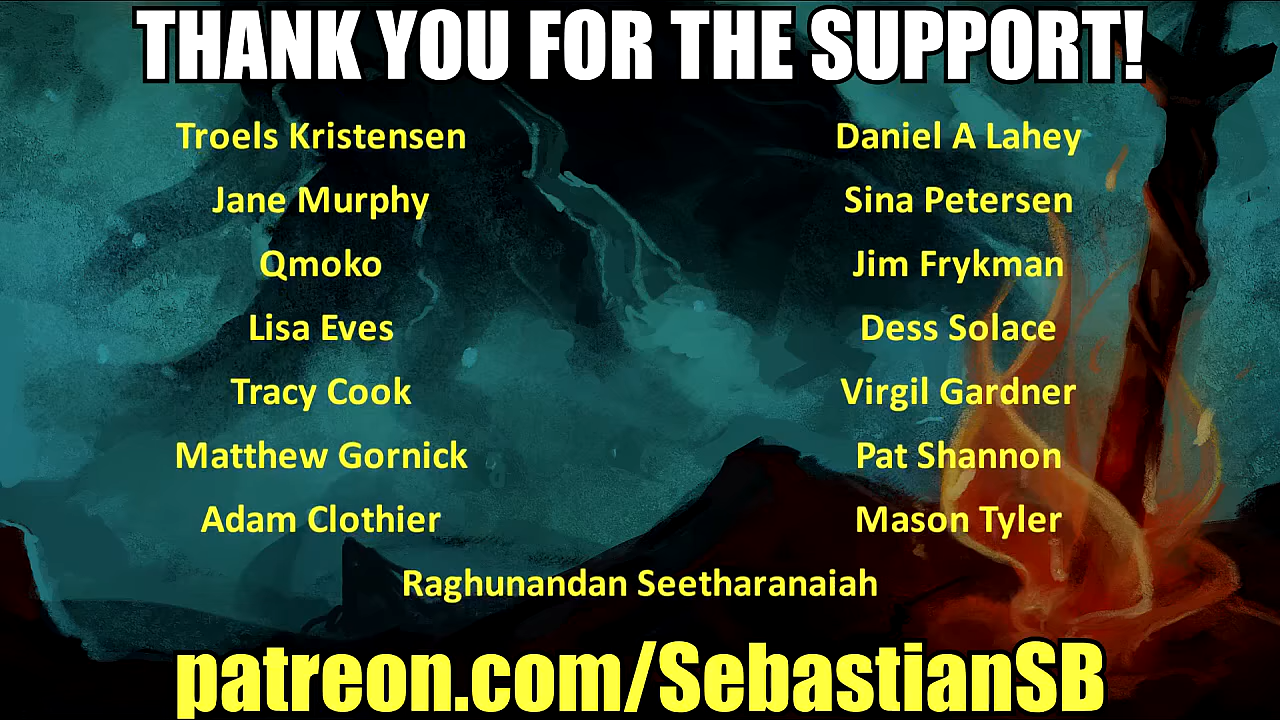 THANK YOU FOR THE SUPPORT!
Troels Kristensen
Jane Murphy
Qmoko
Lisa Eves
Tracy Cook
Matthew Gornick
Adam Clothier
Daniel A Lahey
Sina Petersen
Jim Frykman
Dess Solace
Virgil Gardner
Pat Shannon
Mason Tyler
Raghunandan Seetharanaiah
patreon.com/SebastianSB